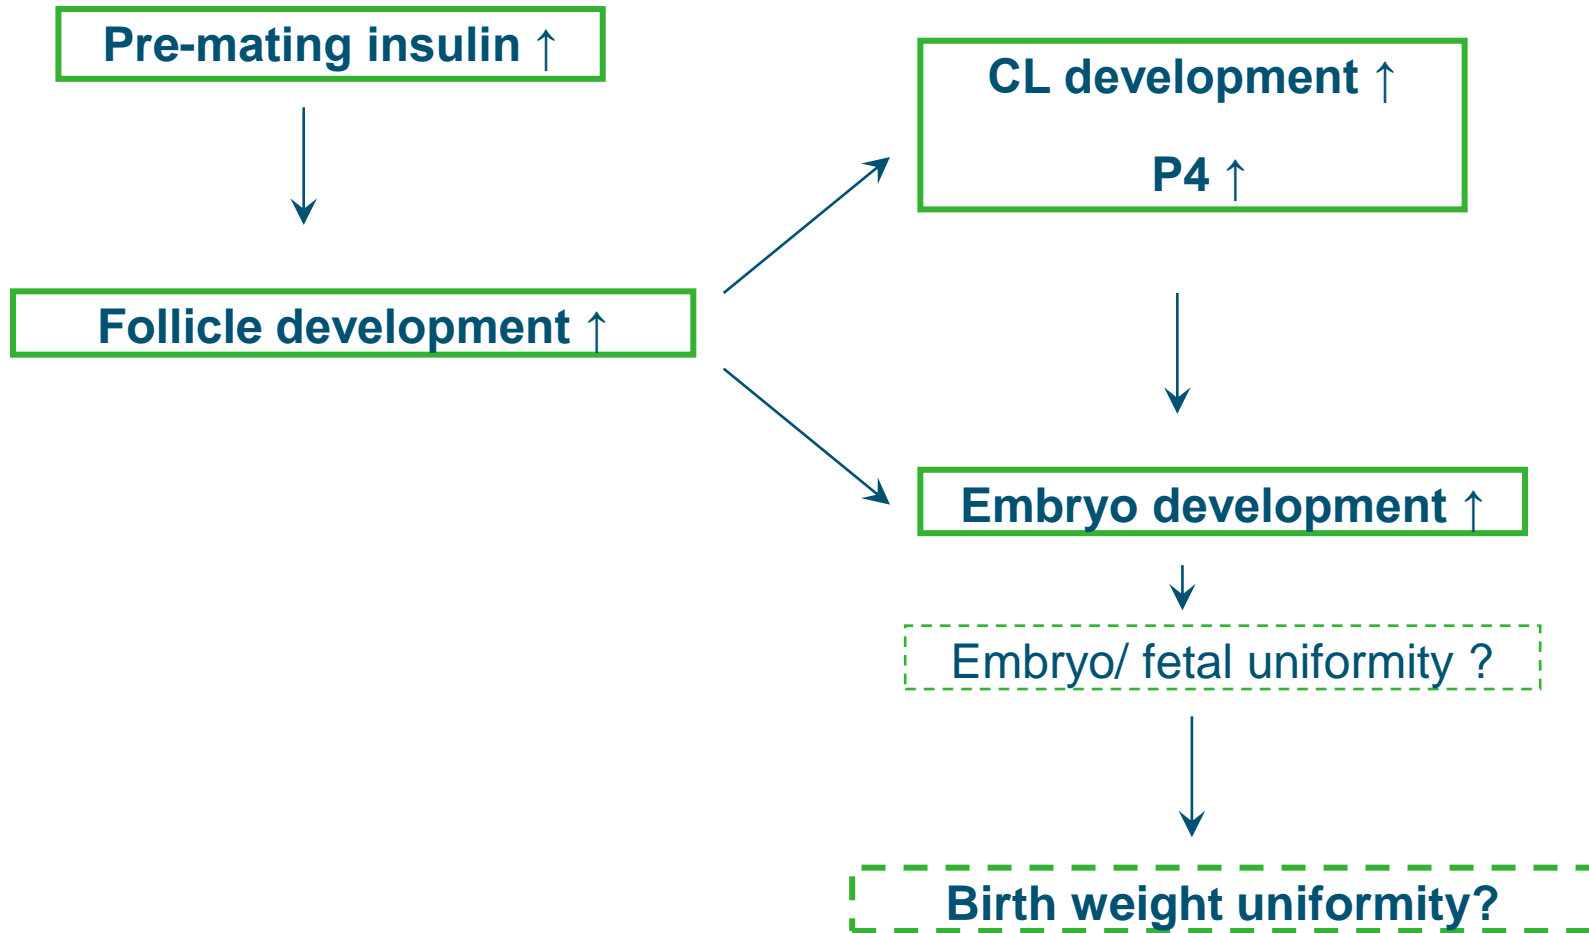 Pre-mating insulin ↑
CL development ↑
P4 ↑
Follicle development ↑
Embryo development ↑
Embryo/ fetal uniformity ?
Birth weight uniformity?